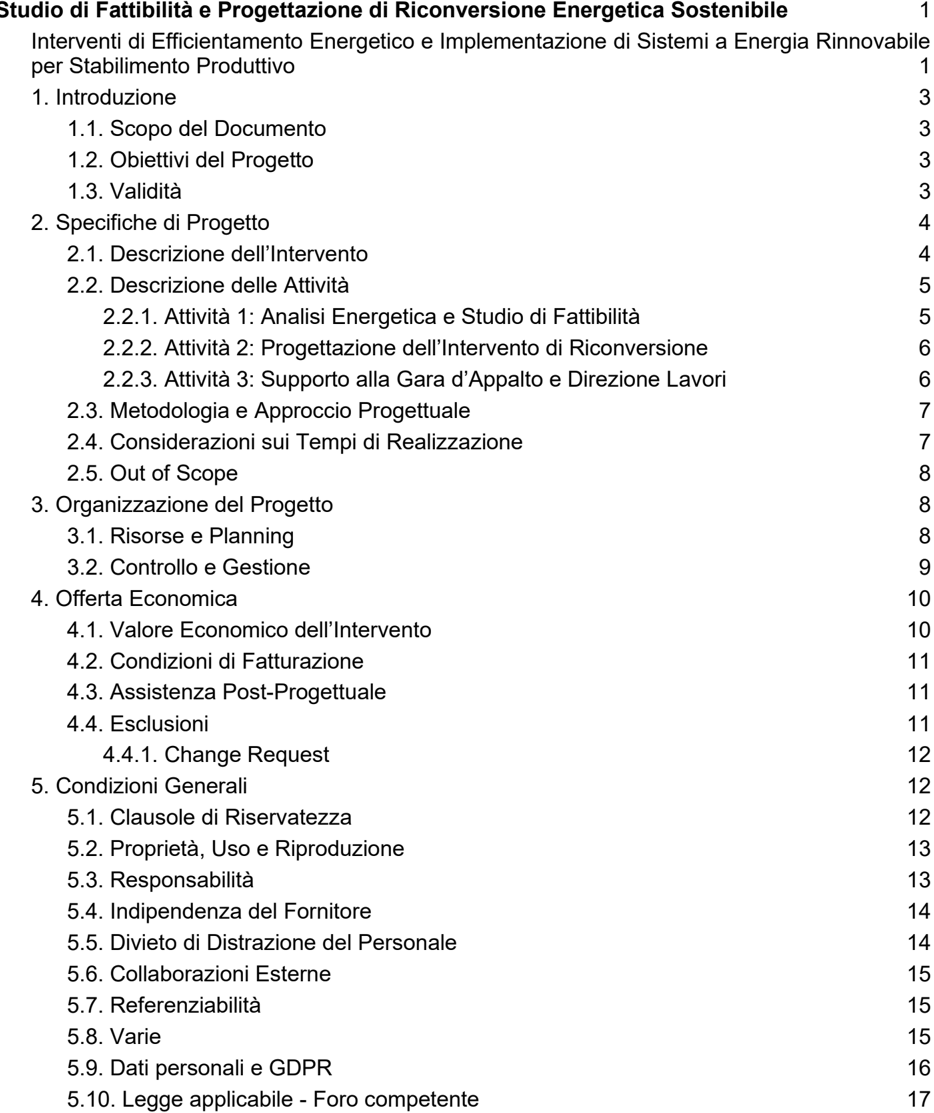 Studio di Fattibilità e Progettazione di Riconversione Energetica Sostenibile 1
Interventi di Efficientamento Energetico e Implementazione di Sistemi a Energia Rinnovabile
per Stabilimento Produttivo 1
1. Introduzione 3
1.1. Scopo del Documento 3
1.2. Obiettivi del Progetto 3
1.3. Validità 3
2. Specifiche di Progetto 4
2.1. Descrizione dell’Intervento 4
2.2. Descrizione delle Attività 5
2.2.1. Attività 1: Analisi Energetica e Studio di Fattibilità 5
2.2.2. Attività 2: Progettazione dell’Intervento di Riconversione 6
2.2.3. Attività 3: Supporto alla Gara d’Appalto e Direzione Lavori 6
2.3. Metodologia e Approccio Progettuale 7
2.4. Considerazioni sui Tempi di Realizzazione 7
2.5. Out of Scope 8
3. Organizzazione del Progetto 8
3.1. Risorse e Planning 8
3.2. Controllo e Gestione 9
4. Offerta Economica 10
4.1. Valore Economico dell’Intervento 10
4.2. Condizioni di Fatturazione 11
4.3. Assistenza Post-Progettuale 11
4.4. Esclusioni 11
4.4.1. Change Request 12
5. Condizioni Generali 12
5.1. Clausole di Riservatezza 12
5.2. Proprietà, Uso e Riproduzione 13
5.3. Responsabilità 13
5.4. Indipendenza del Fornitore 14
5.5. Divieto di Distrazione del Personale 14
5.6. Collaborazioni Esterne 15
5.7. Referenziabilità 15
5.8. Varie 15
5.9. Dati personali e GDPR 16
5.10. Legge applicabile - Foro competente 17